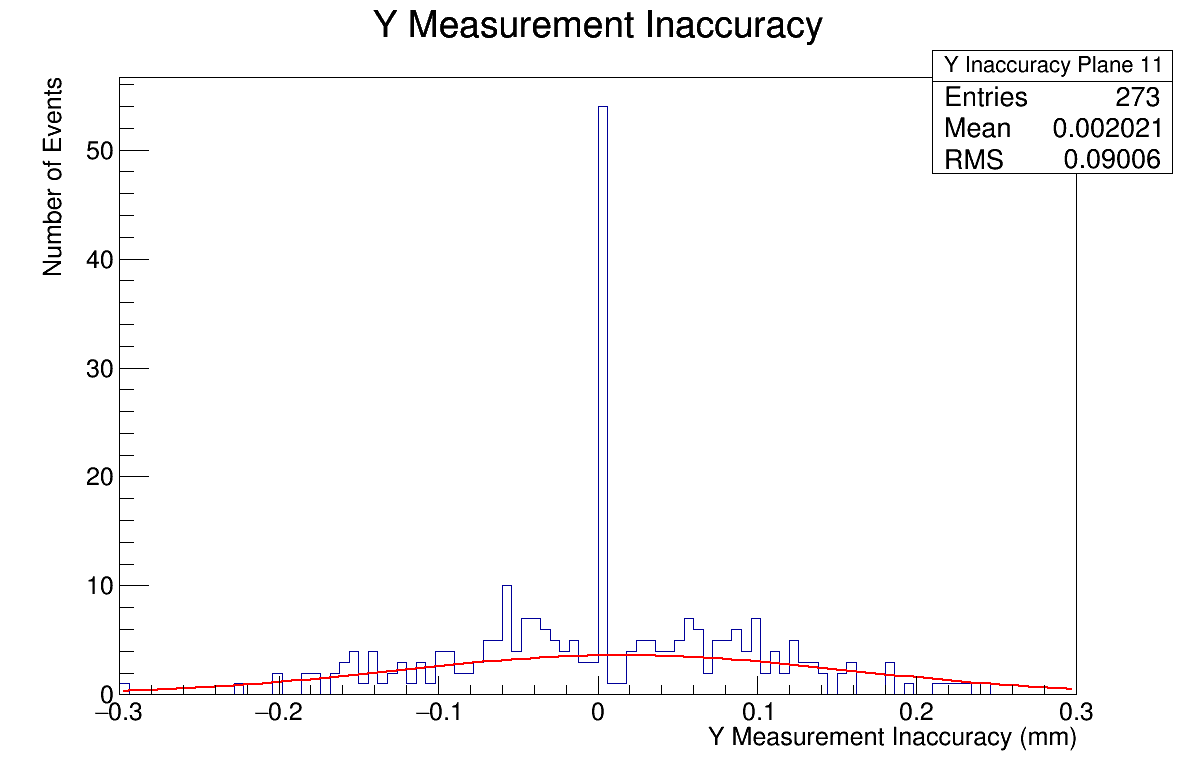 Y Measurement Inaccuracy
Y Inaccuracy Plane 11
Entries 273
Mean 0.002021
RMS 0.09006
Number of Events
50
40
30
20
10
0
−0.3 −0.2 −0.1 0 0.1 0.2 0.3
Y Measurement Inaccuracy (mm)